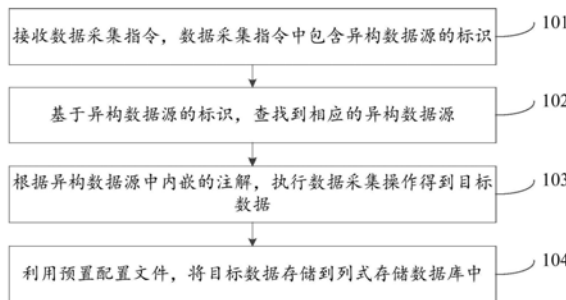 接收数据采集指令，数据采集指令中包含异构数据源的标识
101
基于异构数据源的标识，查找到相应的异构数据源
102
根据异构数据源中内嵌的注解，执行数据采集操作得到目标
数据
103
利用预置配置文件，将目标数据存储到列式存储数据库中
104